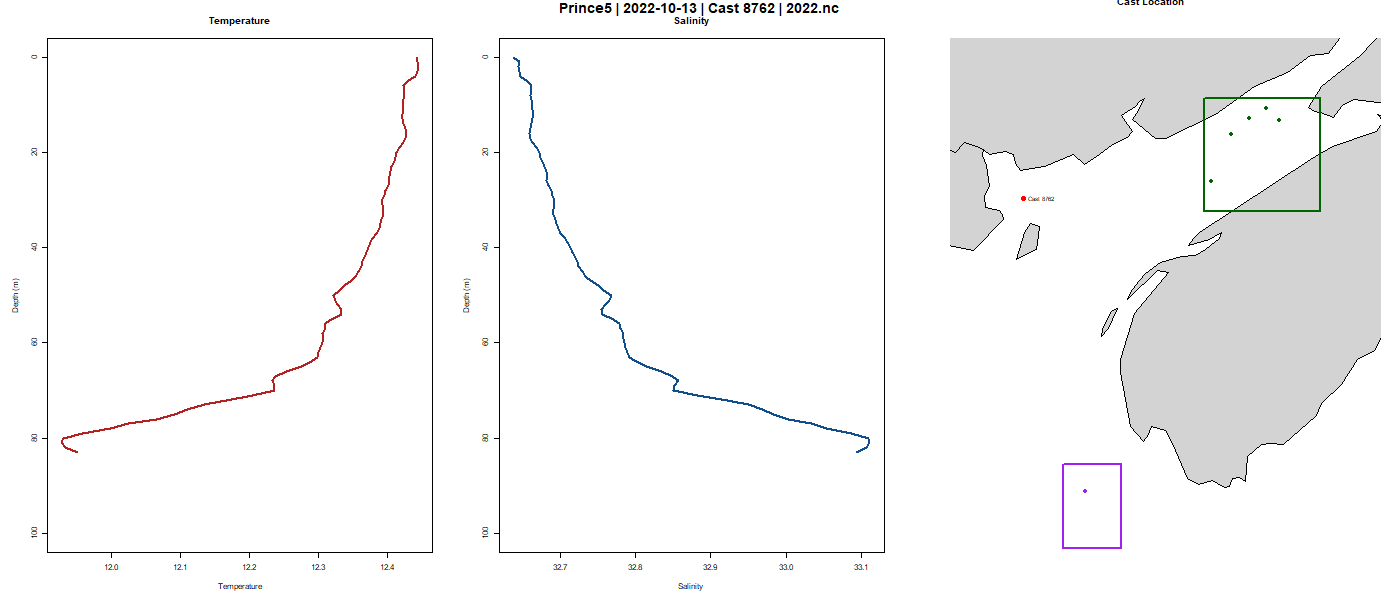 Prince5 | 2022-10-13 | Cast 8762 | 2022.nc
Temperature
Salinity
Cast Location
0
20
40
60
80
100
Depth (m)
12.0
12.1
12.2
12.3
12.4
Temperature
0
20
40
60
80
100
Depth (m)
32.7
32.8
32.9
33.0
33.1
Salinity
Cast 8762